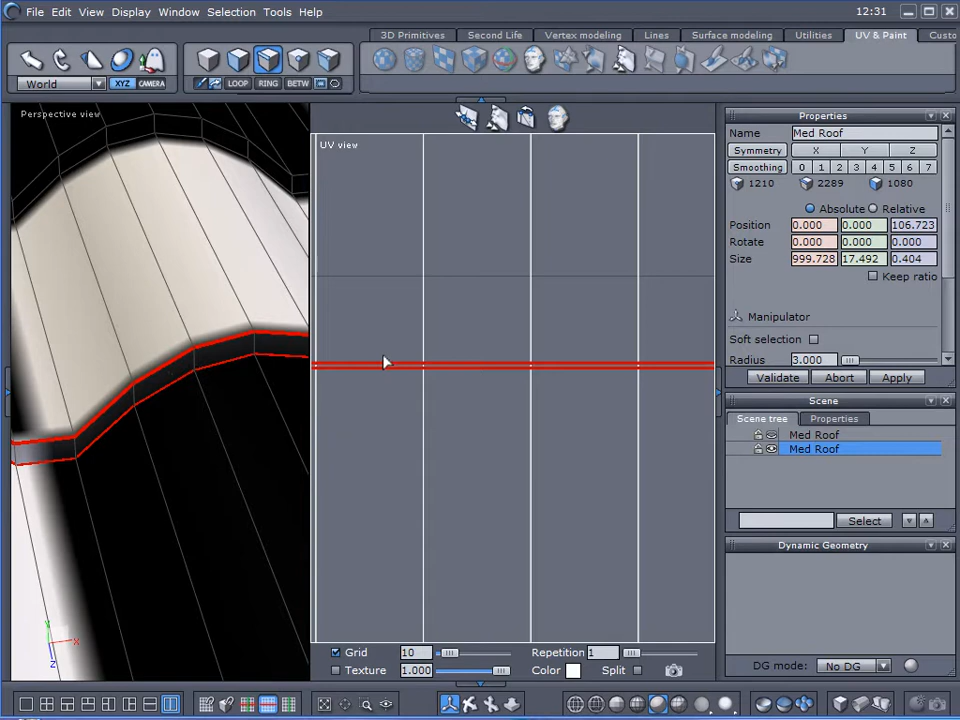 File Edit Display Window Selection Tools Help 12:31
3D Primitives Second Life Vertex modeling Lines Surface modeling Utilities UV & Paint Custo
World XYZ CAMERA LOOP RING BETW
Perspective view
UV view
Properties
Name Med Roof
Symmetry X Y Z
Smoothing 0 1 2 3 4 5 6 7
1210 2289 1080
Absolute Relative
Position 0.000 0.000 106.723
Rotate 0.000 0.000 0.000
Size 999.728 17.492 0.404
Keep ratio
Manipulator
Soft selection
Radius 3.000
Validate Abort Apply
Scene
Scene tree Properties
Med Roof
Med Roof
Select
Dynamic Geometry
DG mode: No DG
Y
X
Z
Grid 10 Repetition 1
Texture 1.000 Color Split